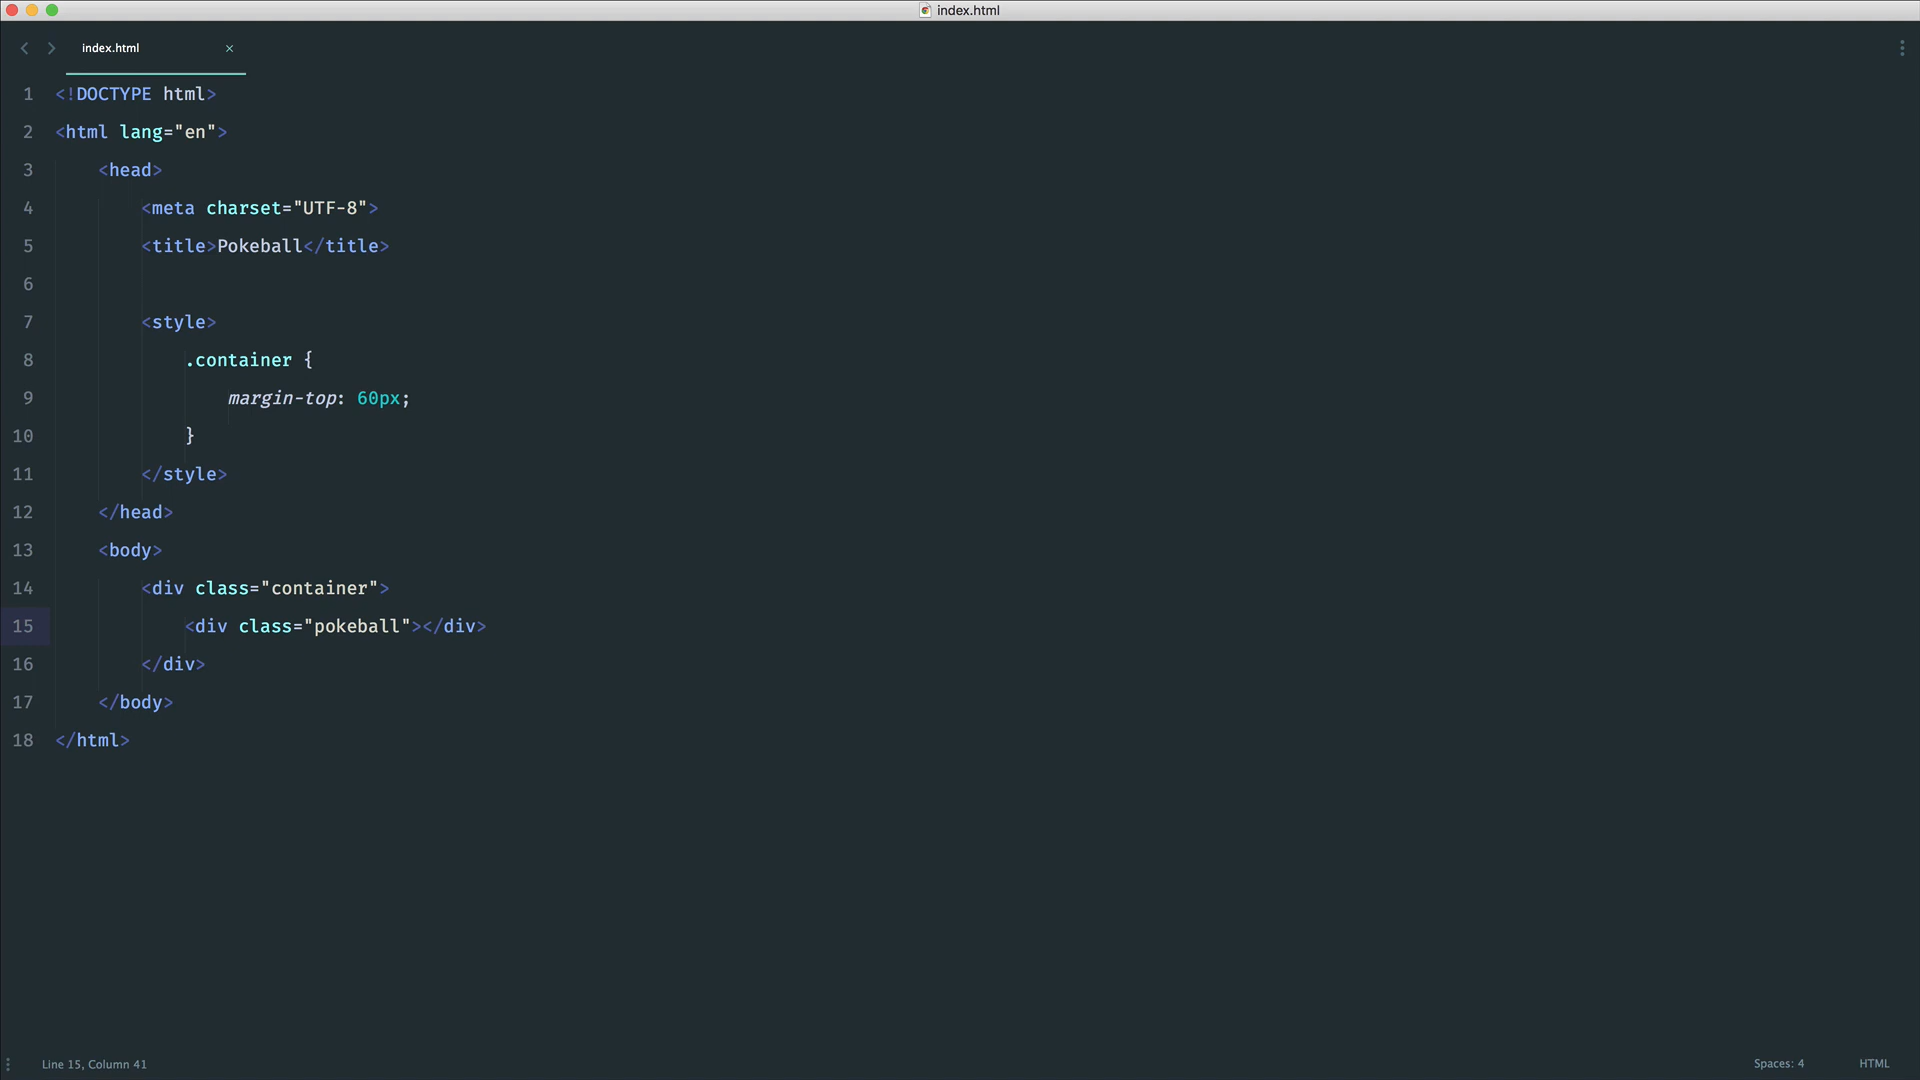 index.html
index.html ×
1 <!DOCTYPE html>
2 <html lang="en">
3 <head>
4 <meta charset="UTF-8">
5 <title>Pokeball</title>
6
7 <style>
8 .container {
9 margin-top: 60px;
10 }
11 </style>
12 </head>
13 <body>
14 <div class="container">
15 <div class="pokeball"></div>
16 </div>
17 </body>
18 </html>
Line 15, Column 41 Spaces: 4 HTML